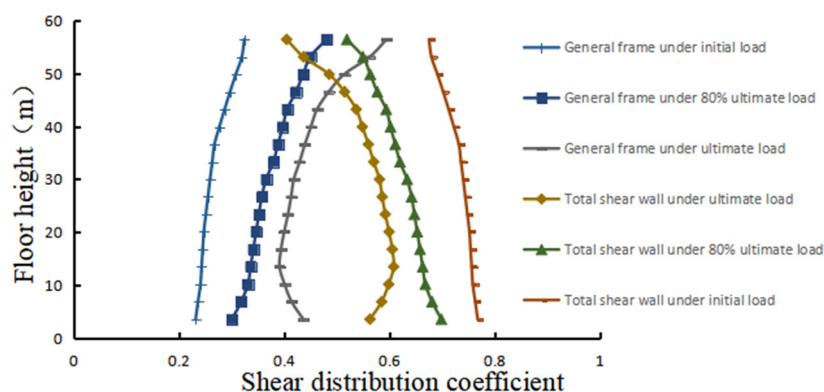 60
50
40
30
20
10
0
Floor height（m）
0
0.2
0.4
0.6
0.8
1
Shear distribution coefficient
General frame under initial load
General frame under 80% ultimate load
General frame under ultimate load
Total shear wall under ultimate load
Total shear wall under 80% ultimate load
Total shear wall under initial load